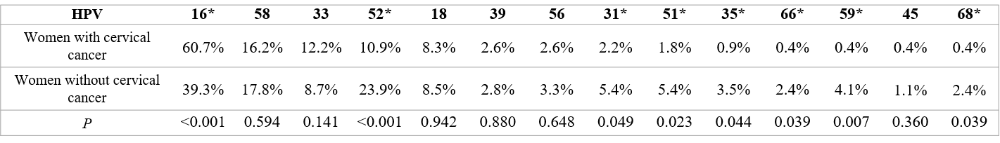 HPV 16* 58 33 52* 18 39 56 31* 51* 35* 66* 59* 45 68*
Women with cervical
cancer 60.7% 16.2% 12.2% 10.9% 8.3% 2.6% 2.6% 2.2% 1.8% 0.9% 0.4% 0.4% 0.4% 0.4%
Women without cervical
cancer 39.3% 17.8% 8.7% 23.9% 8.5% 2.8% 3.3% 5.4% 5.4% 3.5% 2.4% 4.1% 1.1% 2.4%
P <0.001 0.594 0.141 <0.001 0.942 0.880 0.648 0.049 0.023 0.044 0.039 0.007 0.360 0.039